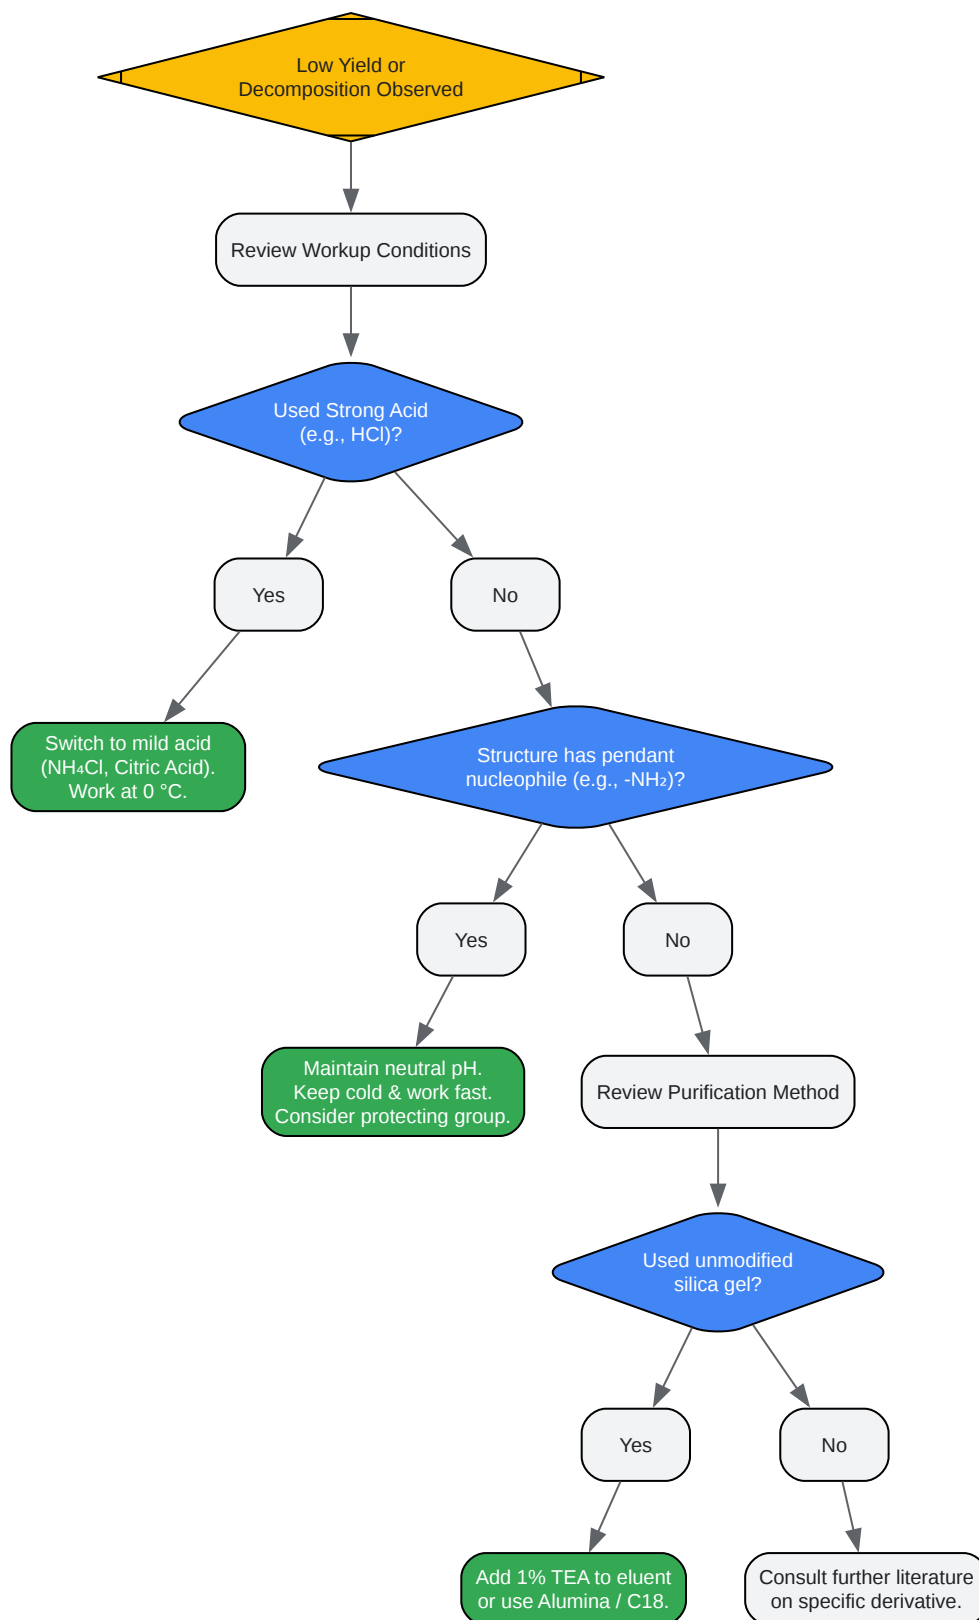 Low Yield or
Decomposition Observed
Review Workup Conditions
Used Strong Acid
(e.g., HCl)?
Yes
No
Switch to mild acid
(NH₄Cl, Citric Acid).
Work at 0 °C.
Structure has pendant
nucleophile (e.g., -NH₂)?
Yes
No
Maintain neutral pH.
Keep cold & work fast.
Consider protecting group.
Review Purification Method
Used unmodified
silica gel?
Yes
No
Add 1% TEA to eluent
or use Alumina / C18.
Consult further literature
on specific derivative.